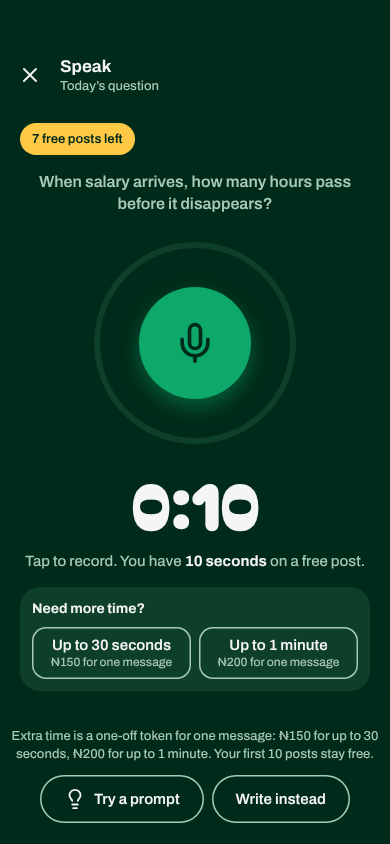 Speak
Today's question
7 free posts left
When salary arrives, how many hours pass
before it disappears?
0:10
Tap to record. You have 10 seconds on a free post.
Need more time?
Up to 30 seconds
₦150 for one message
Up to 1 minute
₦200 for one message
Extra time is a one-off token for one message: ₦150 for up to 30
seconds, ₦200 for up to 1 minute. Your first 10 posts stay free.
Try a prompt
Write instead